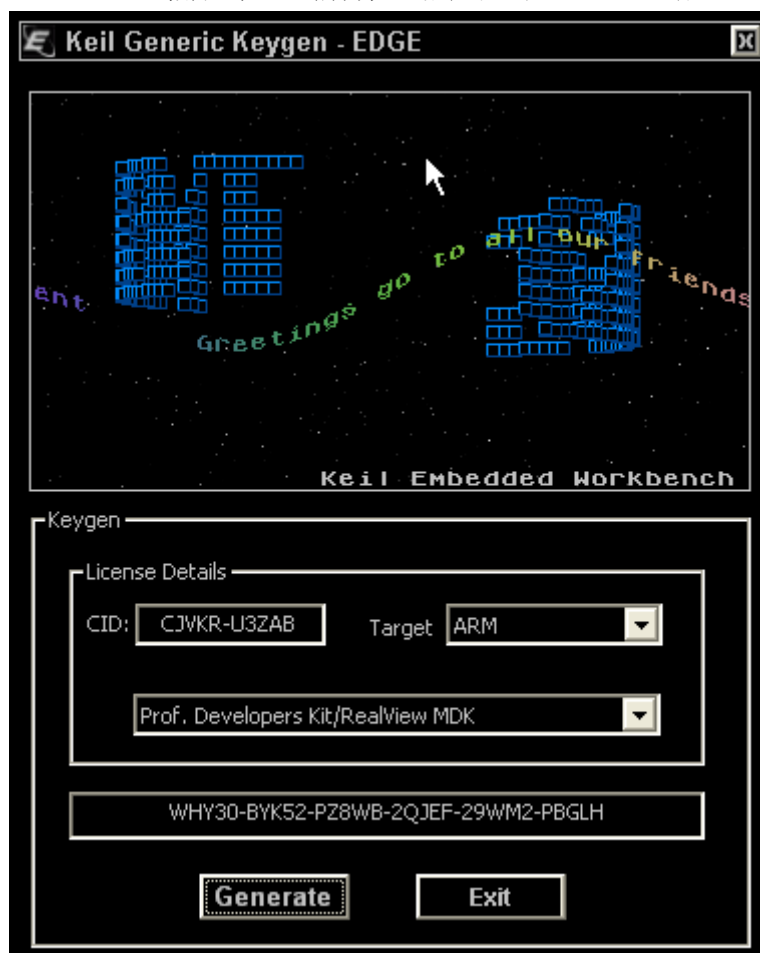 Keil Generic Keygen - EDGE
ent Greetings go to all our friends
Keil Embedded Workbench
Keygen
License Details
CID: CJVKR-U3ZAB Target ARM
Prof. Developers Kit/RealView MDK
WHY30-BYK52-PZ8WB-2QJEF-29WM2-PBGLH
Generate Exit